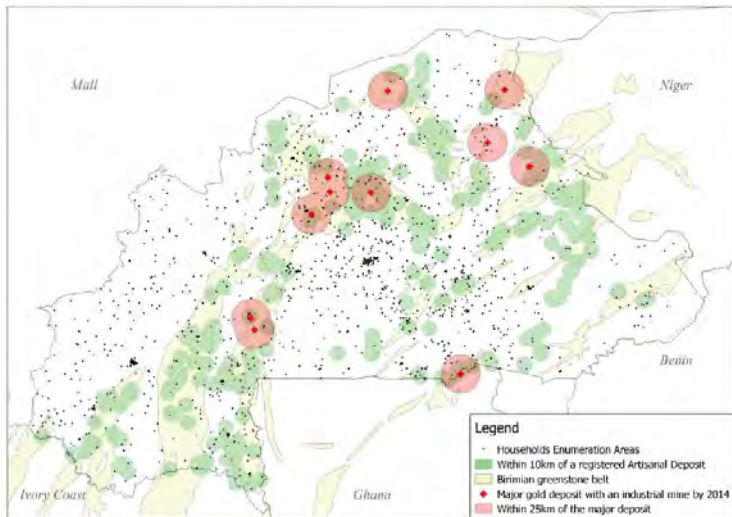 Mali
Niger
Benin
Ivory Coast
Ghana
Legend
Households Enumeration Areas
Within 10km of a registered Artisanal Deposit
Birimian greenstone belt
Major gold deposit with an industrial mine by 2014
Within 25km of the major deposit